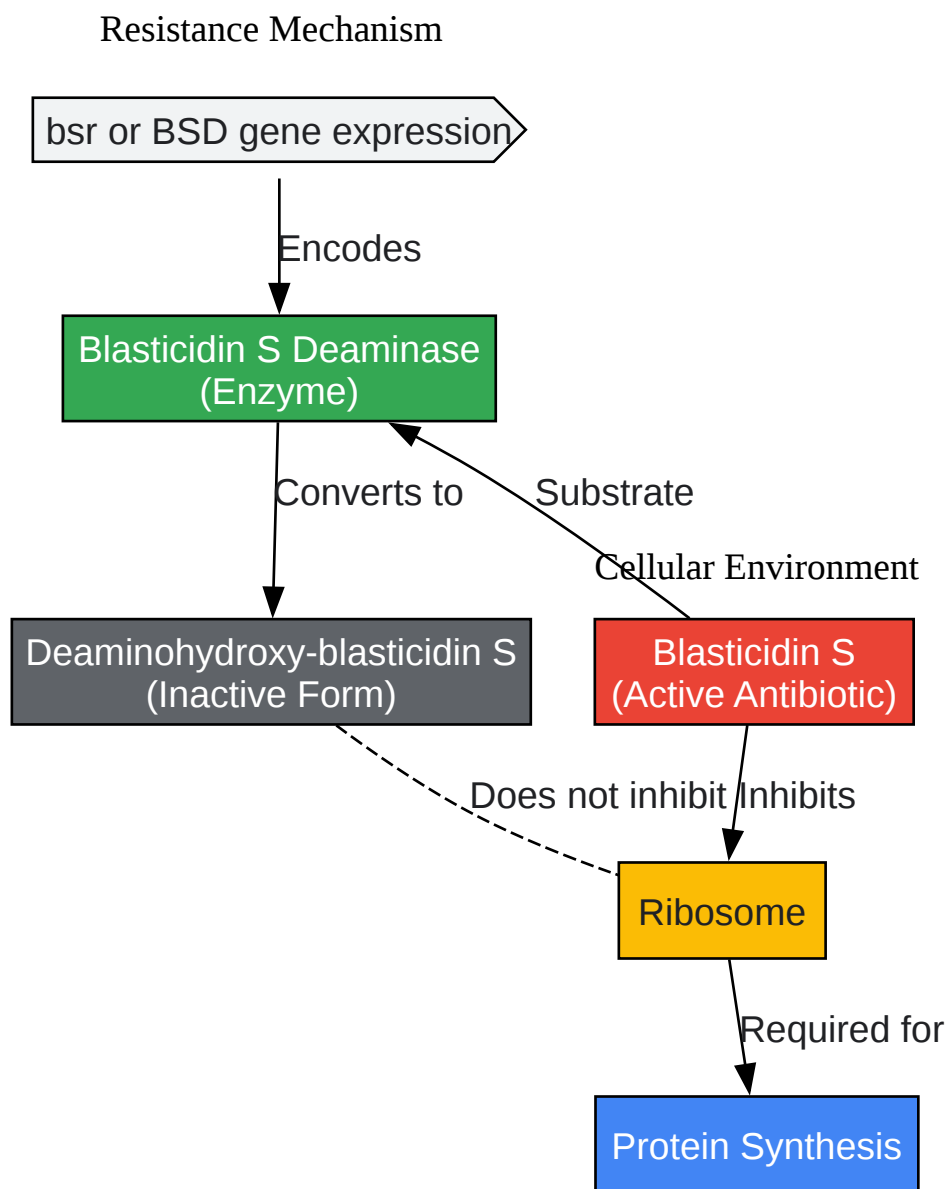 Resistance Mechanism
bsr or BSD gene expression
Encodes
Blasticidin S Deaminase
(Enzyme)
Converts to
Substrate
Cellular Environment
Deaminohydroxy-blasticidin S
(Inactive Form)
Blasticidin S
(Active Antibiotic)
Does not inhibit
Inhibits
Ribosome
Required for
Protein Synthesis